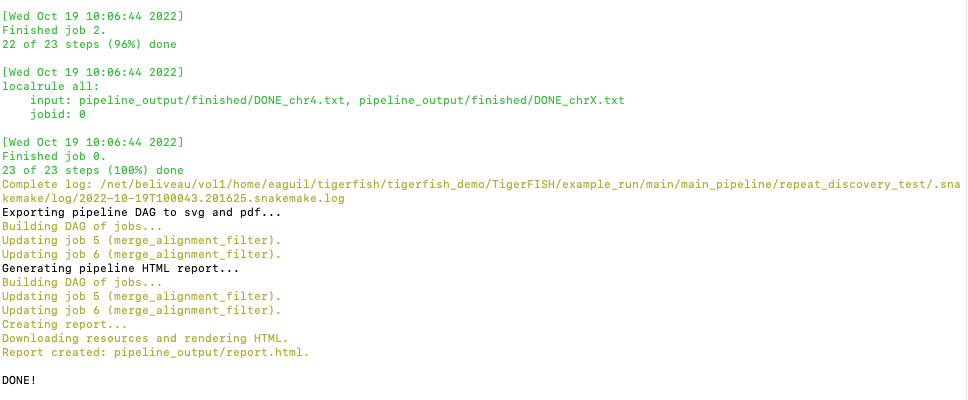 [Wed Oct 19 10:06:44 2022]
Finished job 2.
22 of 23 steps (96%) done
[Wed Oct 19 10:06:44 2022]
localrule all:
    input: pipeline_output/finished/DONE_chr4.txt, pipeline_output/finished/DONE_chrX.txt
    jobid: 0
[Wed Oct 19 10:06:44 2022]
Finished job 0.
23 of 23 steps (100%) done
Complete log: /net/beliveau/vol1/home/eaguil/tigerfish/tigerfish_demo/TigerFISH/example_run/main/main_pipeline/repeat_discovery_test/.sna
kemake/log/2022-10-19T100043.201625.snakemake.log
Exporting pipeline DAG to svg and pdf...
Building DAG of jobs...
Updating job 5 (merge_alignment_filter).
Updating job 6 (merge_alignment_filter).
Generating pipeline HTML report...
Building DAG of jobs...
Updating job 5 (merge_alignment_filter).
Updating job 6 (merge_alignment_filter).
Creating report...
Downloading resources and rendering HTML.
Report created: pipeline_output/report.html.
DONE!